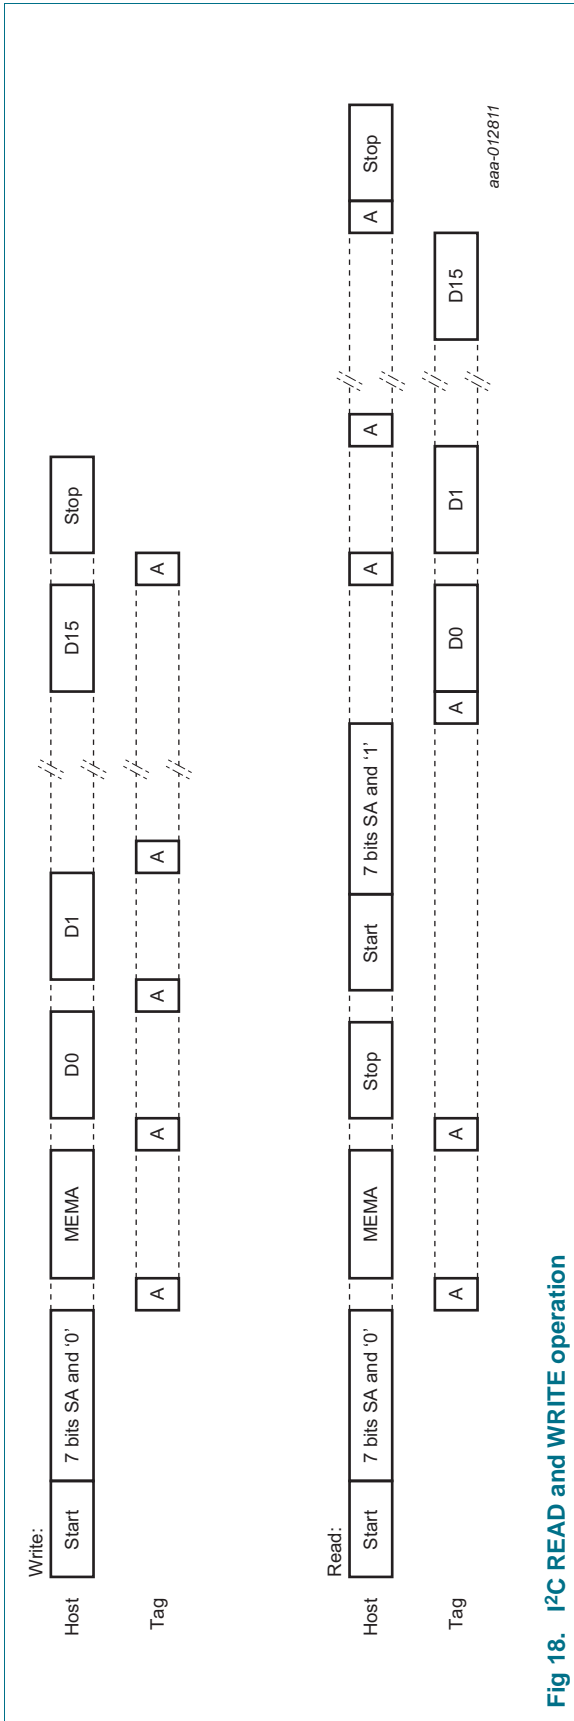 Write:
Host Start 7 bits SA and ‘0’ MEMA D0 D1 D15 Stop
Tag A A A A A
Read:
Host Start 7 bits SA and ‘0’ MEMA Stop Start 7 bits SA and ‘1’ A A A Stop
Tag A A A D0 D1 D15
aaa-012811
Fig 18. I²C READ and WRITE operation